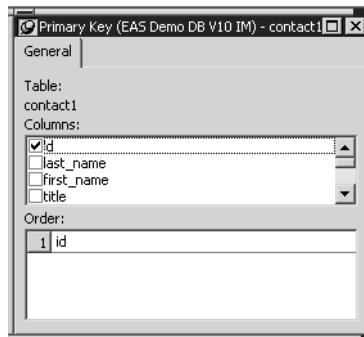 Primary Key (EAS Demo DB V10 IM) - contact1
General
Table:
contact1
Columns:
id
last_name
first_name
title
Order:
1 id